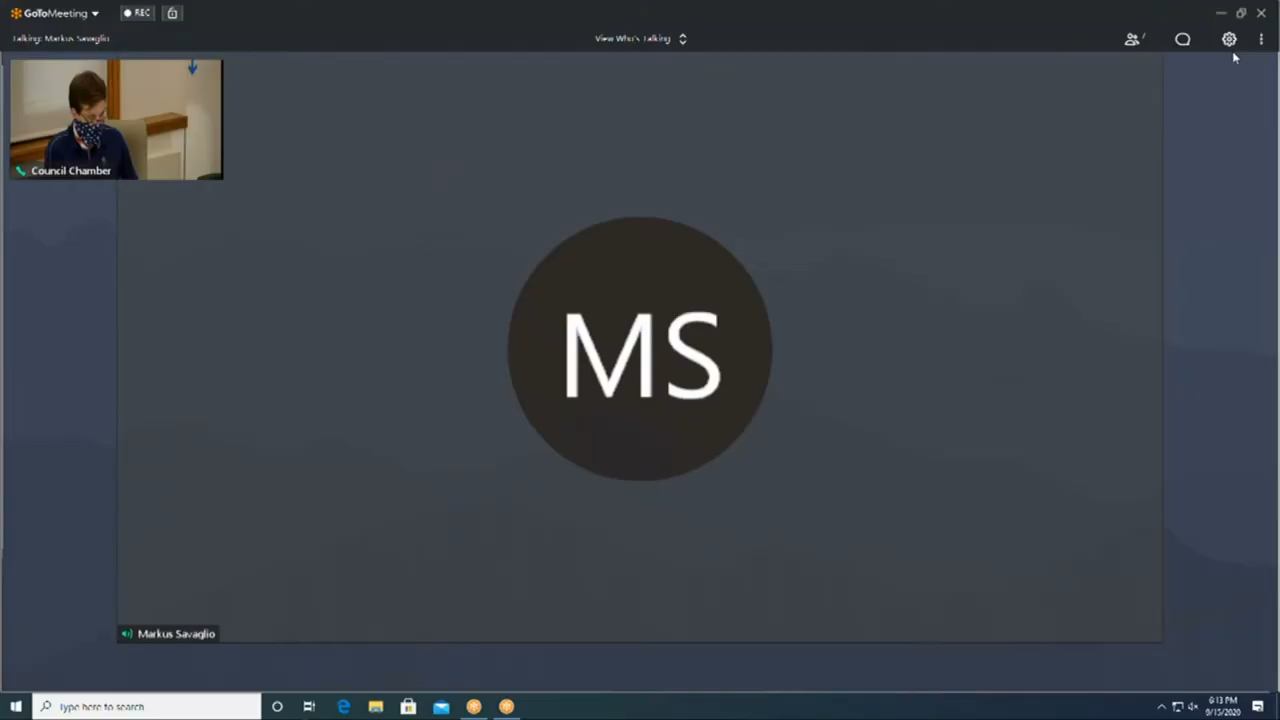 GoToMeeting
REC
Talking: Markus Savaglio
View Who's Talking
Council Chamber
MS
Markus Savaglio
Type here to search
6:13 PM
9/15/2020